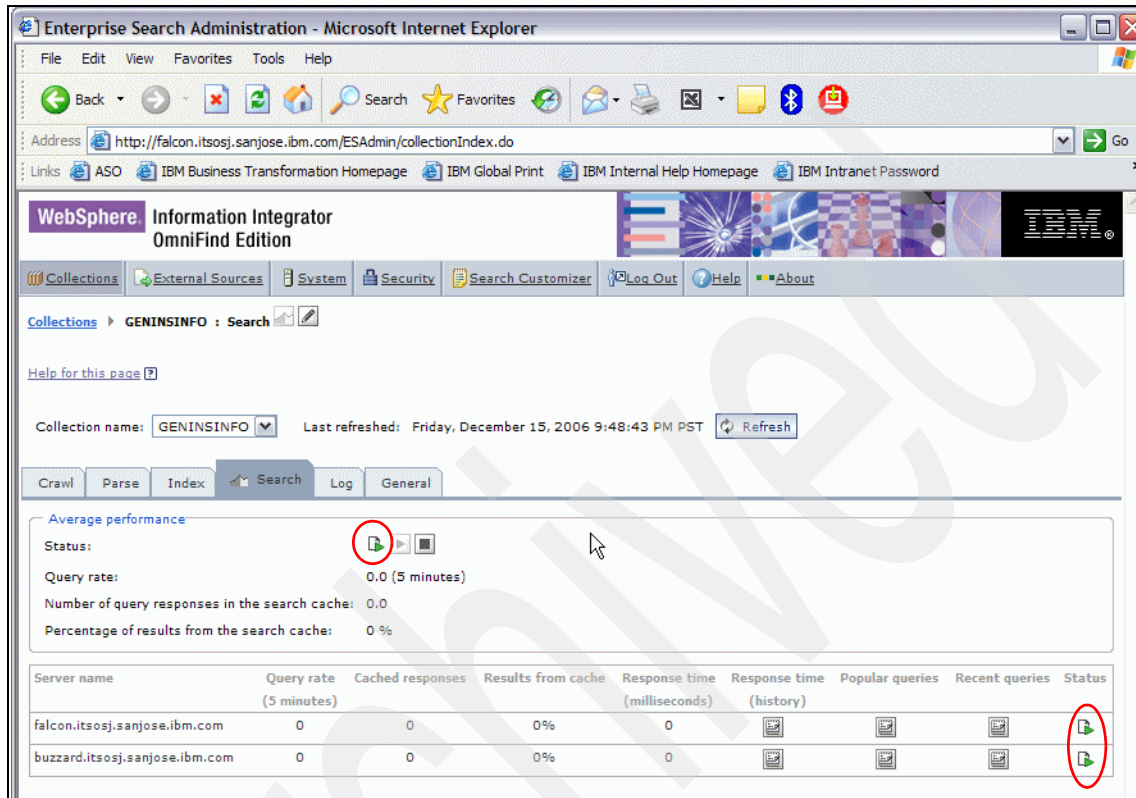 Enterprise Search Administration - Microsoft Internet Explorer
File Edit View Favorites Tools Help
Back Search Favorites
Address http://falcon.itsosj.sanjose.ibm.com/ESAdmin/collectionIndex.do Go
Links ASO IBM Business Transformation Homepage IBM Global Print IBM Internal Help Homepage IBM Intranet Password
WebSphere. Information Integrator
OmniFind Edition
IBM®
Collections External Sources System Security Search Customizer Log Out Help About
Collections GENINSINFO : Search
Help for this page ?
Collection name: GENINSINFO Last refreshed: Friday, December 15, 2006 9:48:43 PM PST Refresh
Crawl Parse Index Search Log General
Average performance
Status:
Query rate: 0.0 (5 minutes)
Number of query responses in the search cache: 0.0
Percentage of results from the search cache: 0 %
Server name Query rate Cached responses Results from cache Response time Response time Popular queries Recent queries Status
(5 minutes) (milliseconds) (history)
falcon.itsosj.sanjose.ibm.com 0 0 0% 0
buzzard.itsosj.sanjose.ibm.com 0 0 0% 0
chived